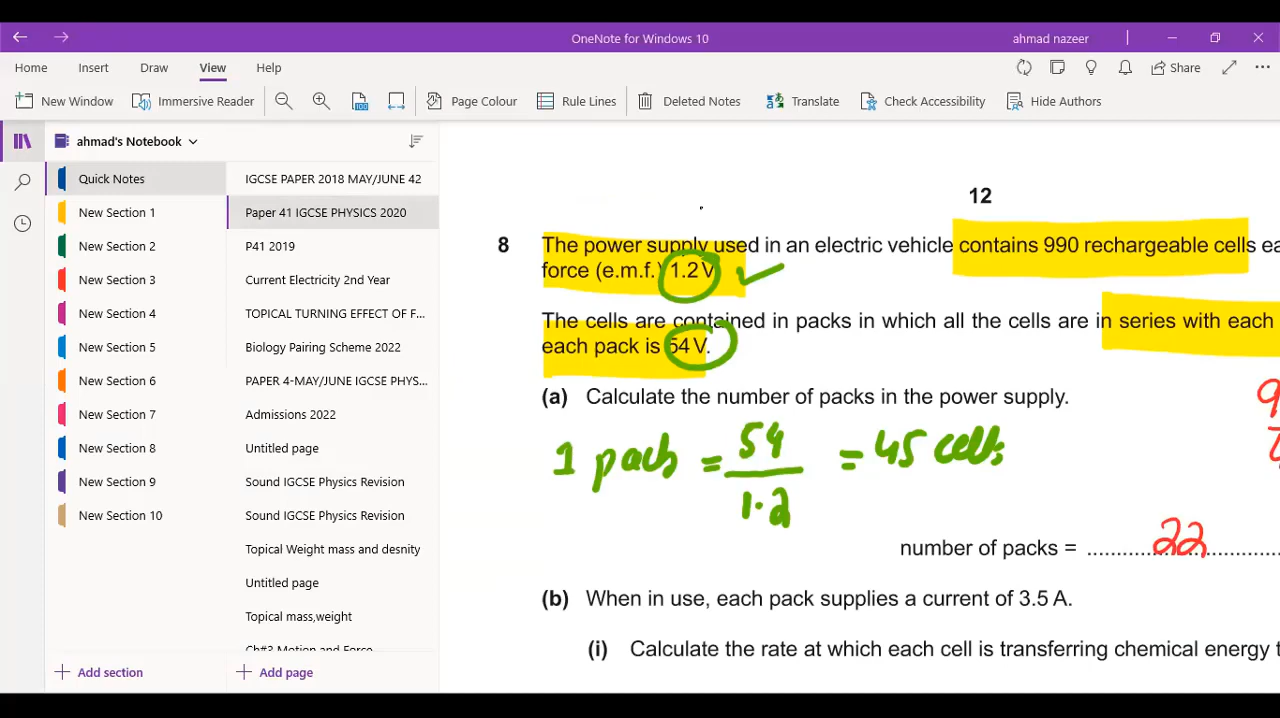 OneNote for Windows 10
ahmad nazeer
Home Insert Draw View Help
Share
New Window Immersive Reader Page Colour Rule Lines Deleted Notes Translate Check Accessibility Hide Authors
ahmad's Notebook
Quick Notes
New Section 1
New Section 2
New Section 3
New Section 4
New Section 5
New Section 6
New Section 7
New Section 8
New Section 9
New Section 10
Add section
IGCSE PAPER 2018 MAY/JUNE 42
Paper 41 IGCSE PHYSICS 2020
P41 2019
Current Electricity 2nd Year
TOPICAL TURNING EFFECT OF F...
Biology Pairing Scheme 2022
PAPER 4-MAY/JUNE IGCSE PHYS...
Admissions 2022
Untitled page
Sound IGCSE Physics Revision
Sound IGCSE Physics Revision
Topical Weight mass and desnity
Untitled page
Topical mass,weight
Ch#3 Motion and Force
Add page
12
8 The power supply used in an electric vehicle contains 990 rechargeable cells ea
force (e.m.f.) 1.2 V
The cells are contained in packs in which all the cells are in series with each
each pack is 54 V.
(a) Calculate the number of packs in the power supply.
1 pack = 54 / 1.2 = 45 cells
number of packs = ........22........
(b) When in use, each pack supplies a current of 3.5 A.
(i) Calculate the rate at which each cell is transferring chemical energy t